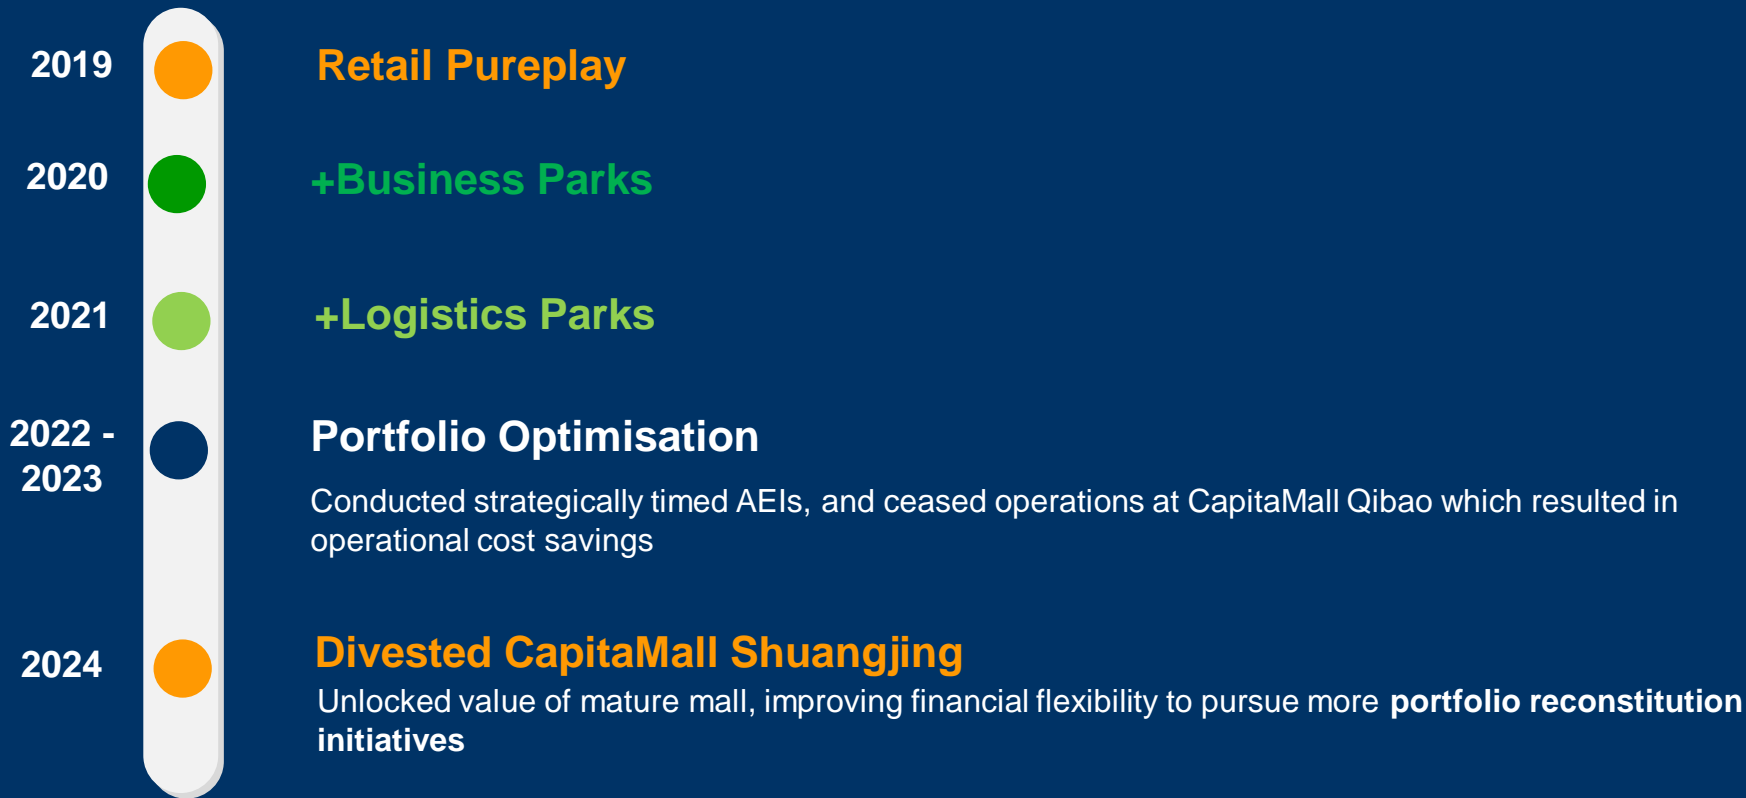 2019
Retail Pureplay
2020
+Business Parks
2021
+Logistics Parks
2022 -
2023
Portfolio Optimisation
Conducted strategically timed AEIs, and ceased operations at CapitaMall Qibao which resulted in
operational cost savings
2024
Divested CapitaMall Shuangjing
Unlocked value of mature mall, improving financial flexibility to pursue more portfolio reconstitution
initiatives